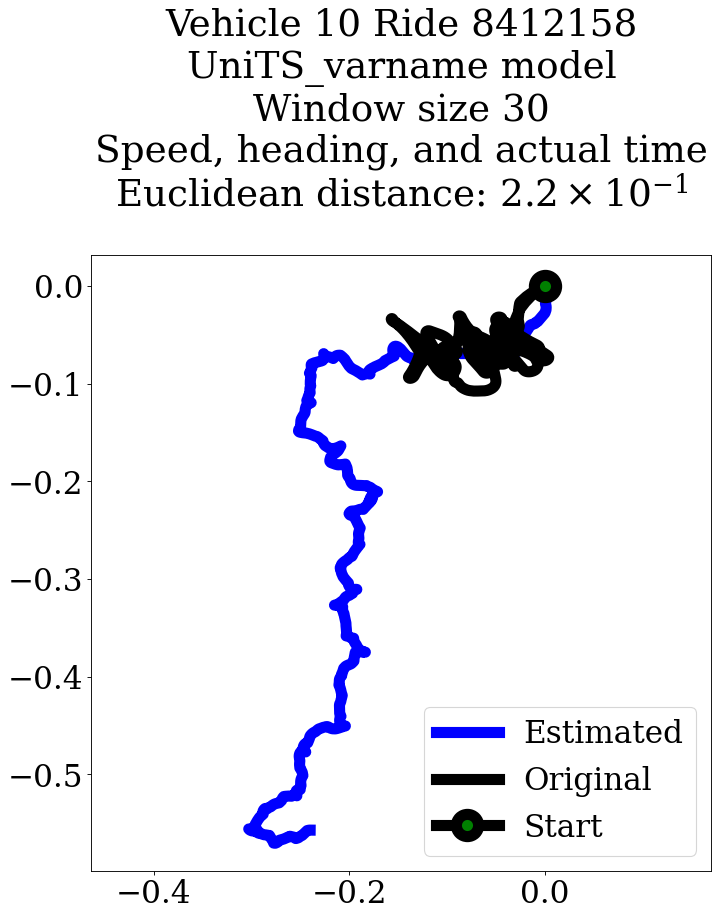 Vehicle 10 Ride 8412158
UniTS_varname model
Window size 30
Speed, heading, and actual time
Euclidean distance: 2.2 × 10⁻¹
0.0
−0.1
−0.2
−0.3
−0.4
−0.5
Estimated
Original
Start
−0.4 −0.2 0.0